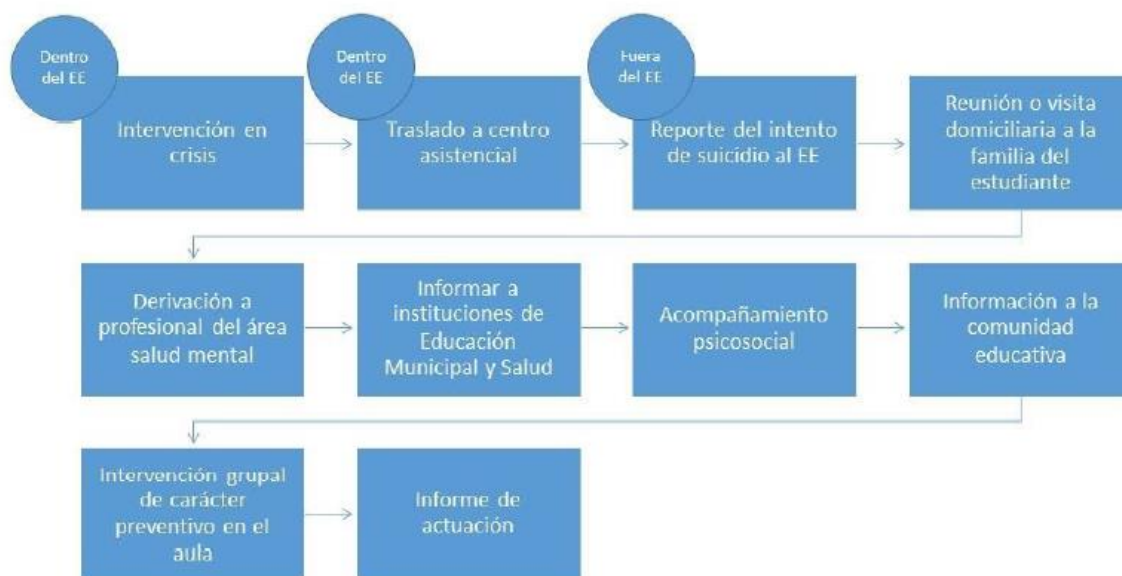 Dentro
del EE
Intervención en
crisis
Dentro
del EE
Traslado a centro
asistencial
Fuera
del EE
Reporte del intento
de suicidio al EE
Reunión o visita
domiciliaria a la
familia del
estudiante
Derivación a
profesional del área
salud mental
Informar a
instituciones de
Educación
Municipal y Salud
Acompañamiento
psicosocial
Información a la
comunidad
educativa
Intervención grupal
de carácter
preventivo en el
aula
Informe de
actuación